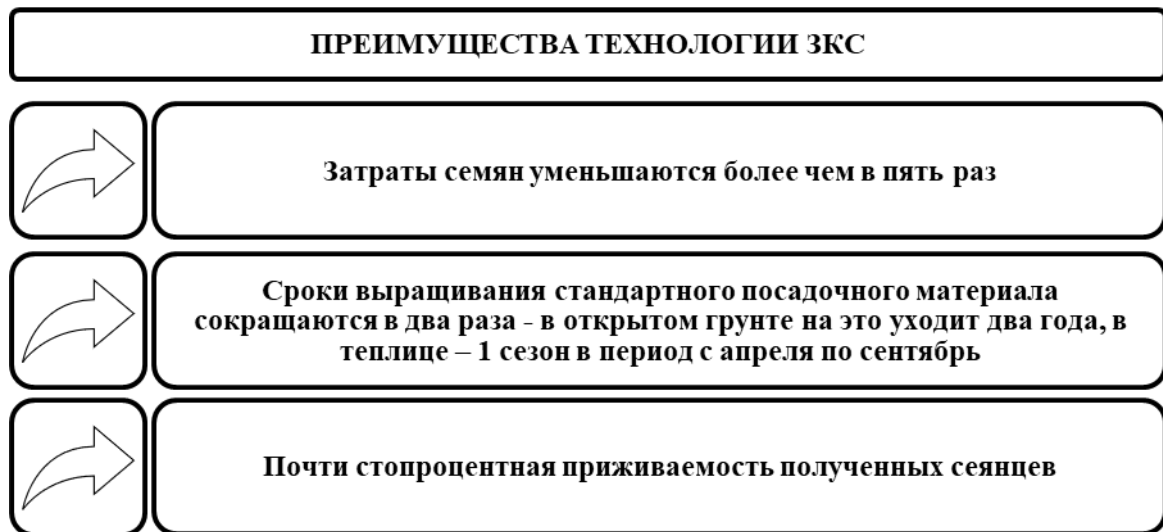 ПРЕИМУЩЕСТВА ТЕХНОЛОГИИ ЗКС
Затраты семян уменьшаются более чем в пять раз
Сроки выращивания стандартного посадочного материала
сокращаются в два раза - в открытом грунте на это уходит два года, в
теплице – 1 сезон в период с апреля по сентябрь
Почти стопроцентная приживаемость полученных сеянцев